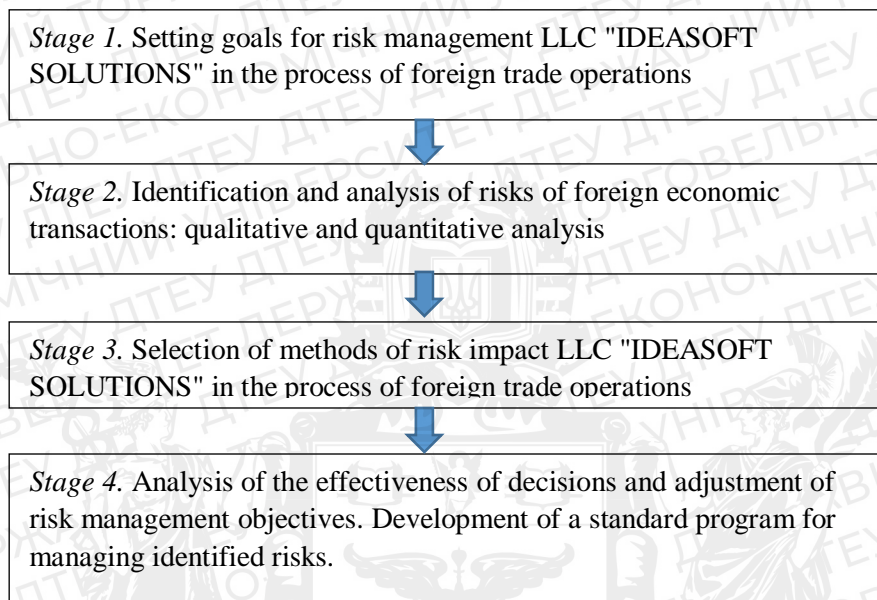 Stage 1. Setting goals for risk management LLC "IDEASOFT
SOLUTIONS" in the process of foreign trade operations
Stage 2. Identification and analysis of risks of foreign economic
transactions: qualitative and quantitative analysis
Stage 3. Selection of methods of risk impact LLC "IDEASOFT
SOLUTIONS" in the process of foreign trade operations
Stage 4. Analysis of the effectiveness of decisions and adjustment of
risk management objectives. Development of a standard program for
managing identified risks.